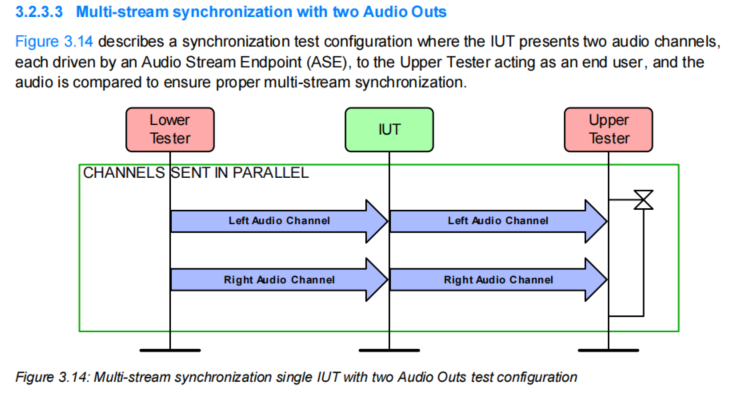 3.2.3.3 Multi-stream synchronization with two Audio Outs
Figure 3.14 describes a synchronization test configuration where the IUT presents two audio channels,
each driven by an Audio Stream Endpoint (ASE), to the Upper Tester acting as an end user, and the
audio is compared to ensure proper multi-stream synchronization.
Lower
Tester
IUT
Upper
Tester
CHANNELS SENT IN PARALLEL
Left Audio Channel
Left Audio Channel
Right Audio Channel
Right Audio Channel
Figure 3.14: Multi-stream synchronization single IUT with two Audio Outs test configuration